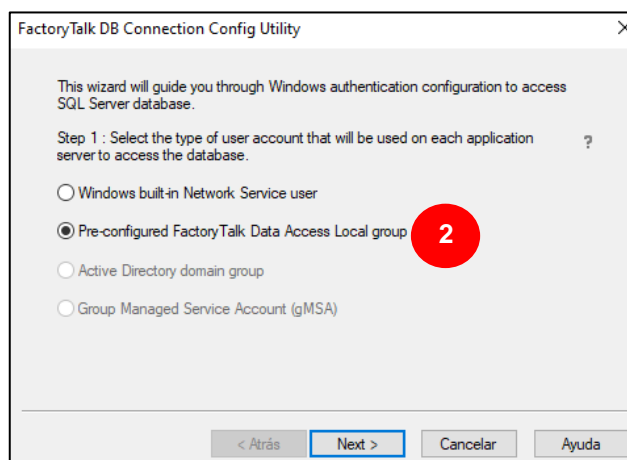 FactoryTalk DB Connection Config Utility
This wizard will guide you through Windows authentication configuration to access
SQL Server database.
Step 1 : Select the type of user account that will be used on each application
server to access the database.
?
Windows built-in Network Service user
Pre-configured FactoryTalk Data Access Local group
2
Active Directory domain group
Group Managed Service Account (gMSA)
< Atrás
Next >
Cancelar
Ayuda